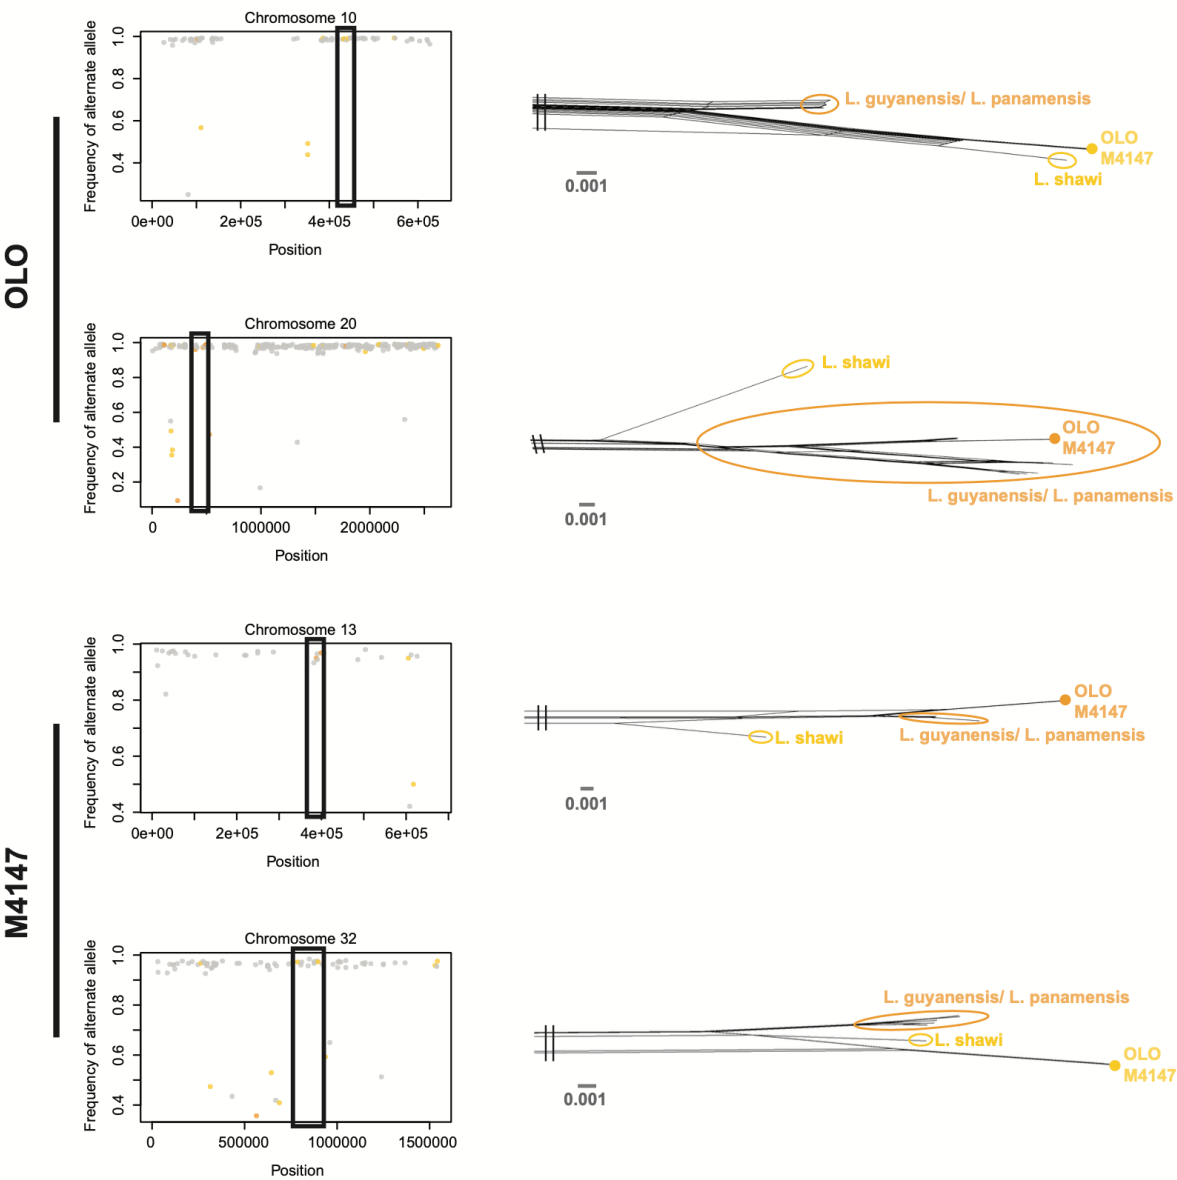 OLO
Chromosome 10
Frequency of alternate allele
1.0
0.8
0.6
0.4
0e+00
2e+05
4e+05
6e+05
Position
L. guyanensis/ L. panamensis
OLO
M4147
L. shawi
0.001
Chromosome 20
Frequency of alternate allele
1.0
0.8
0.6
0.4
0.2
0
1000000
2000000
Position
L. shawi
OLO
M4147
L. guyanensis/ L. panamensis
0.001
M4147
Chromosome 13
Frequency of alternate allele
1.0
0.8
0.6
0.4
0e+00
2e+05
4e+05
6e+05
Position
OLO
M4147
L. guyanensis/ L. panamensis
L. shawi
0.001
Chromosome 32
Frequency of alternate allele
1.0
0.8
0.6
0.4
0
500000
1000000
1500000
Position
L. guyanensis/ L. panamensis
L. shawi
OLO
M4147
0.001